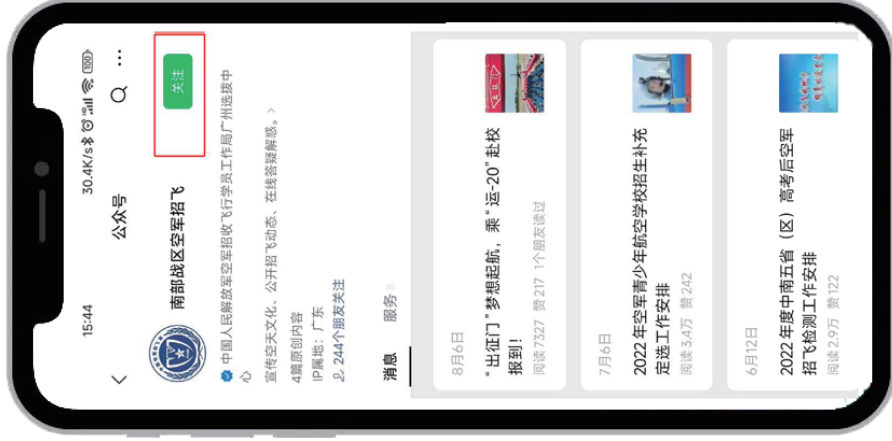 15:44 30.4K/s 100
公众号
南部战区空军招飞
关注
中国人民解放军空军招收飞行学员工作局广州选拔中
心
宣传空天文化、公开招飞动态、在线答疑解惑。>
4篇原创内容
IP属地：广东
244个朋友关注
消息 服务
8月6日
“出征门”梦想起航，乘“运-20”赴校
报到！
阅读 7327 赞 217 1个朋友读过
7月6日
2022年空军青少年航空学校招生补充
定选工作安排
阅读 3.4万 赞 242
6月12日
2022年度中南五省（区）高考后空军
招飞检测工作安排
阅读 2.9万 赞 122